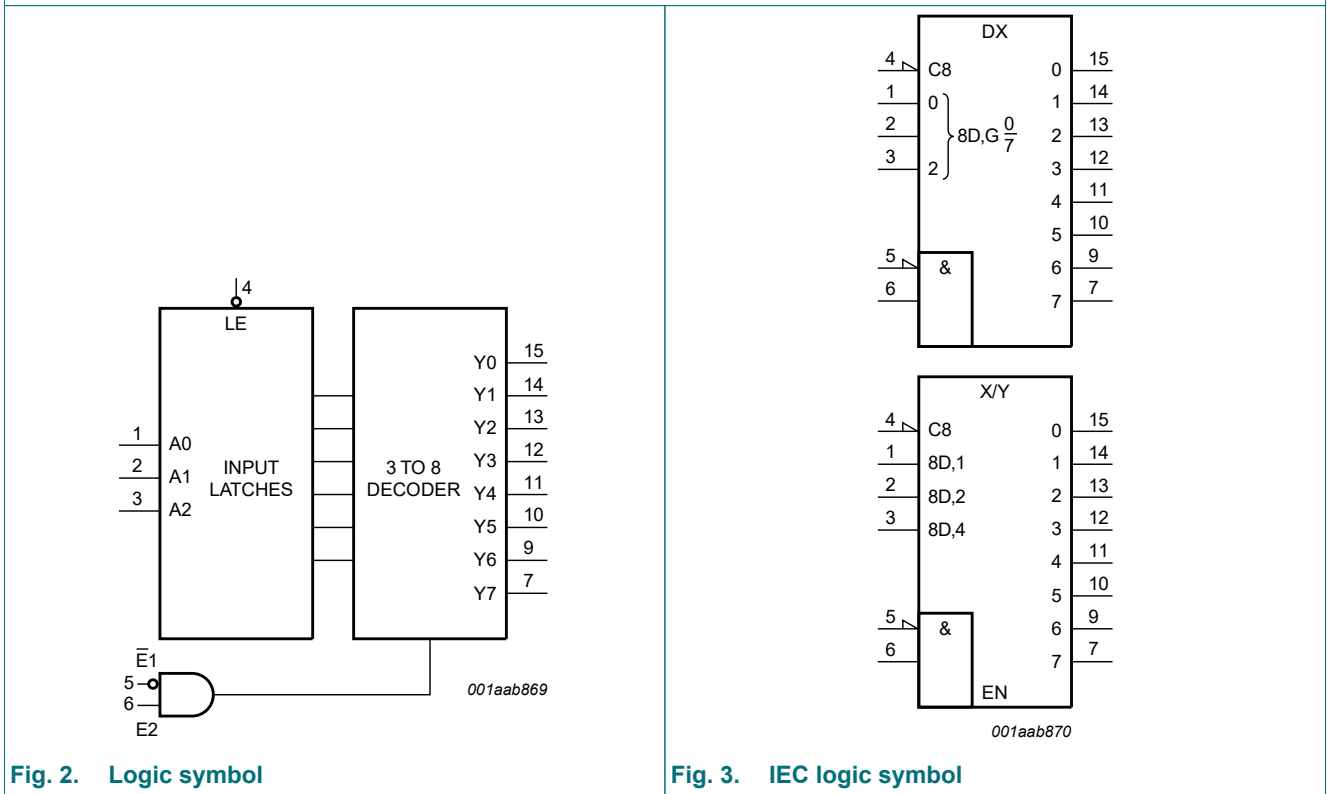 4
LE
1 A0
2 A1
3 A2
INPUT
LATCHES
3 TO 8
DECODER
Y0 15
Y1 14
Y2 13
Y3 12
Y4 11
Y5 10
Y6 9
Y7 7
E̅1
5
6
E2
001aab869
Fig. 2. Logic symbol
DX
4 C8 0 15
1 0 1 14
2 8D,G 0/7 2 13
3 2 3 12
4 11
5 10
5 & 6 9
6 7 7
X/Y
4 C8 0 15
1 8D,1 1 14
2 8D,2 2 13
3 8D,4 3 12
4 11
5 10
5 & 6 9
6 7 7
EN
001aab870
Fig. 3. IEC logic symbol